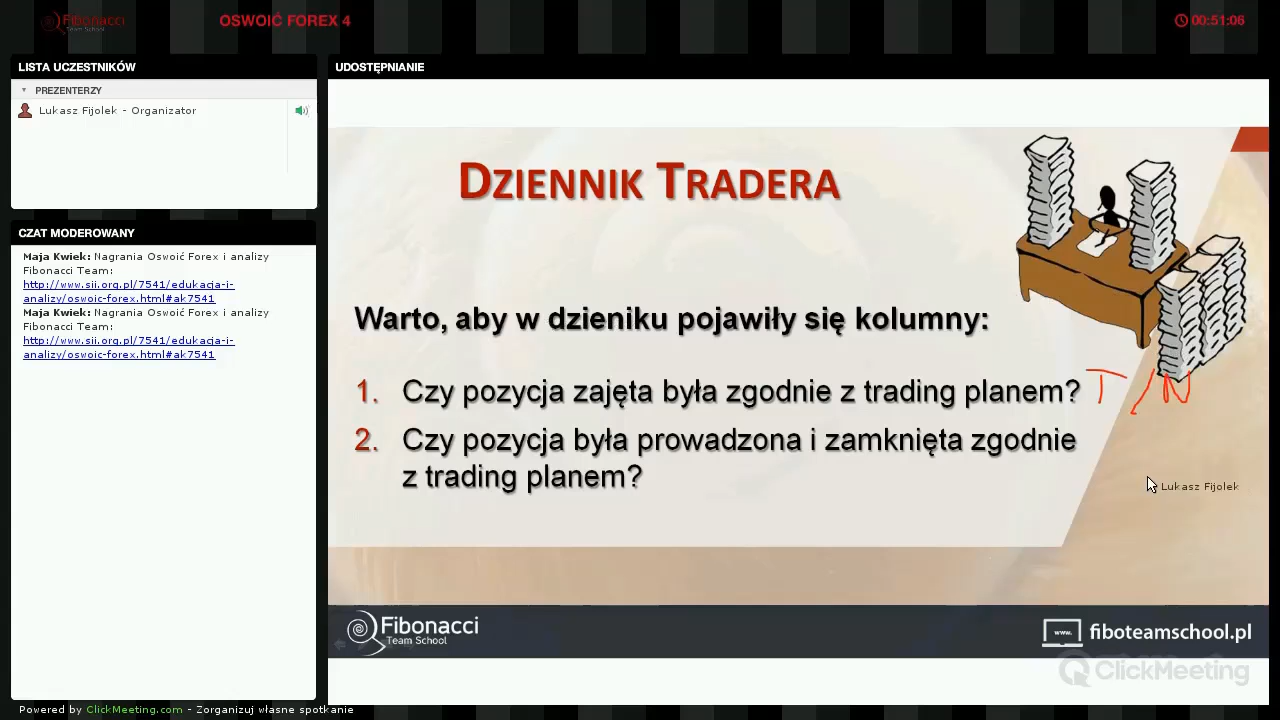 Fibonacci
Team School
OSWOIĆ FOREX 4
00:51:06
LISTA UCZESTNIKÓW
PREZENTERZY
Lukasz Fijolek - Organizator
CZAT MODEROWANY
Maja Kwiek: Nagrania Oswoić Forex i analizy
Fibonacci Team:
http://www.sii.org.pl/7541/edukacja-i-
analizy/oswoic-forex.html#ak7541
Maja Kwiek: Nagrania Oswoić Forex i analizy
Fibonacci Team:
http://www.sii.org.pl/7541/edukacja-i-
analizy/oswoic-forex.html#ak7541
UDOSTĘPNIANIE
DZIENNIK TRADERA
Warto, aby w dzieniku pojawiły się kolumny:
1. Czy pozycja zajęta była zgodnie z trading planem? T/N
2. Czy pozycja była prowadzona i zamknięta zgodnie
z trading planem?
Lukasz Fijolek
Fibonacci
Team School
www.
fiboteamschool.pl
ClickMeeting
Powered by ClickMeeting.com - Zorganizuj własne spotkanie